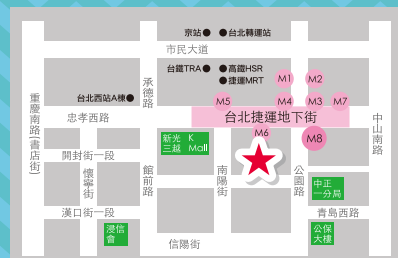 京站 台北轉運站
市民大道
台鐵TRA 高鐵HSR
捷運MRT
M1 M2
承德路
台北西站A棟
M5 M4 M3 M7
忠孝西路
台北捷運地下街
M6 M8
重慶南路(書店街)
中山南路
新光 K
三越 Mall
開封街一段
懷寧街
館前路
南陽街
公園路
中正
一分局
漢口街一段
青島西路
浸信
會
公保
大樓
信陽街